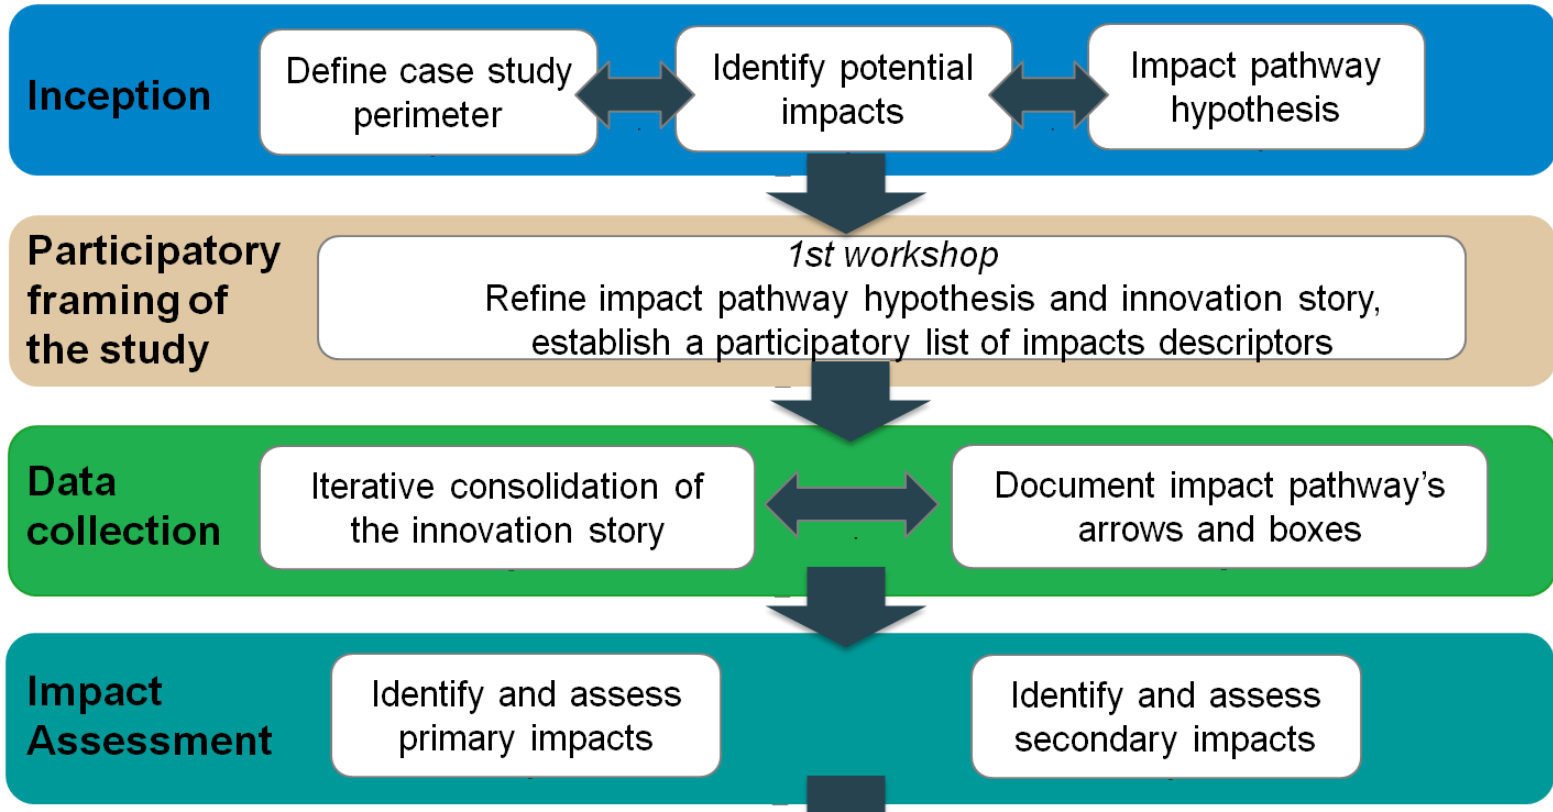 Inception
Define case study
perimeter
Identify potential
impacts
Impact pathway
hypothesis
Participatory
framing of
the study
1st workshop
Refine impact pathway hypothesis and innovation story,
establish a participatory list of impacts descriptors
Data
collection
Iterative consolidation of
the innovation story
Document impact pathway’s
arrows and boxes
Impact
Assessment
Identify and assess
primary impacts
Identify and assess
secondary impacts